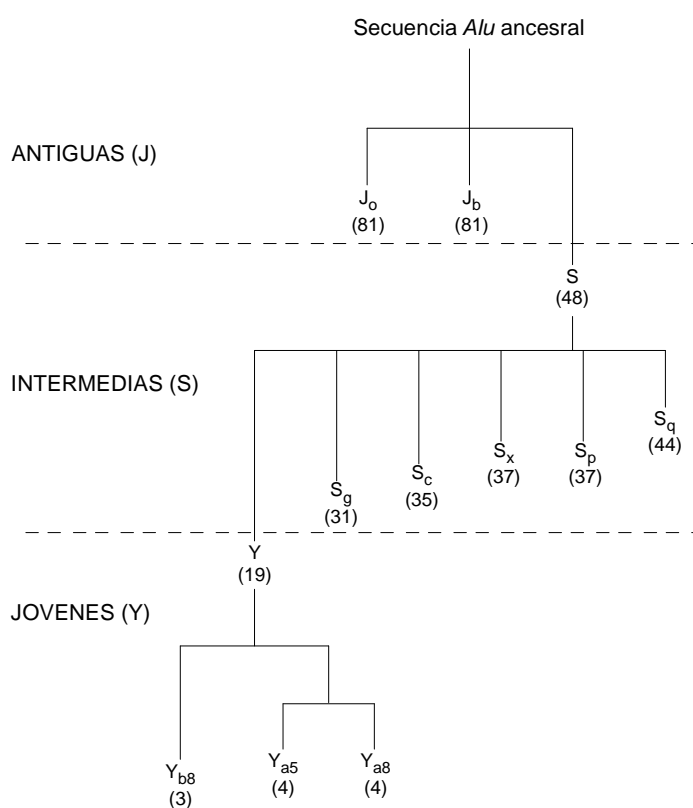 Secuencia Alu ancesral
ANTIGUAS (J)
Jo Jb
(81) (81)
S
(48)
INTERMEDIAS (S)
Sg Sc Sx Sp Sq
(31) (35) (37) (37) (44)
Y
(19)
JOVENES (Y)
Yb8 Ya5 Ya8
(3) (4) (4)